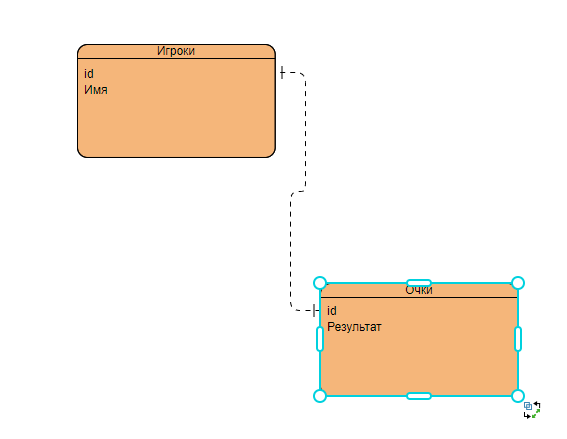 Игроки
id
Имя
Очки
id
Результат